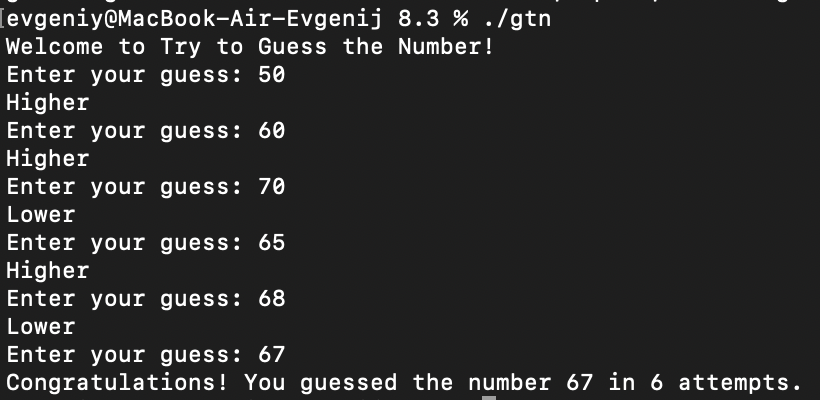 [evgeniy@MacBook-Air-Evgenij 8.3 % ./gtn
Welcome to Try to Guess the Number!
Enter your guess: 50
Higher
Enter your guess: 60
Higher
Enter your guess: 70
Lower
Enter your guess: 65
Higher
Enter your guess: 68
Lower
Enter your guess: 67
Congratulations! You guessed the number 67 in 6 attempts.